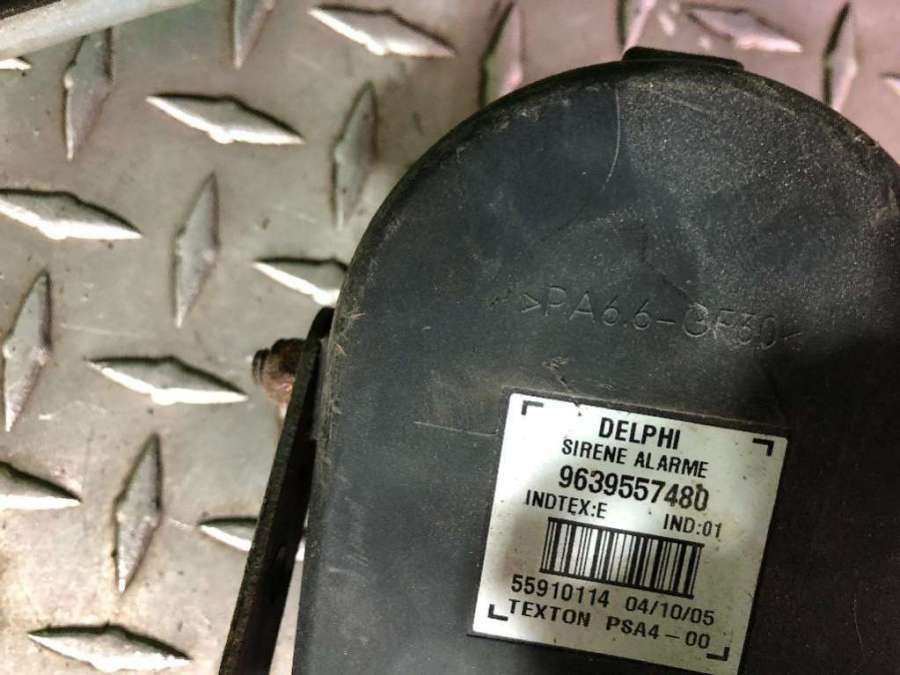 >PA6.6-GF30<
DELPHI
SIRENE ALARME
9639557480
INDTEX:E IND:01
55910114 04/10/05
TEXTON PSA4-00